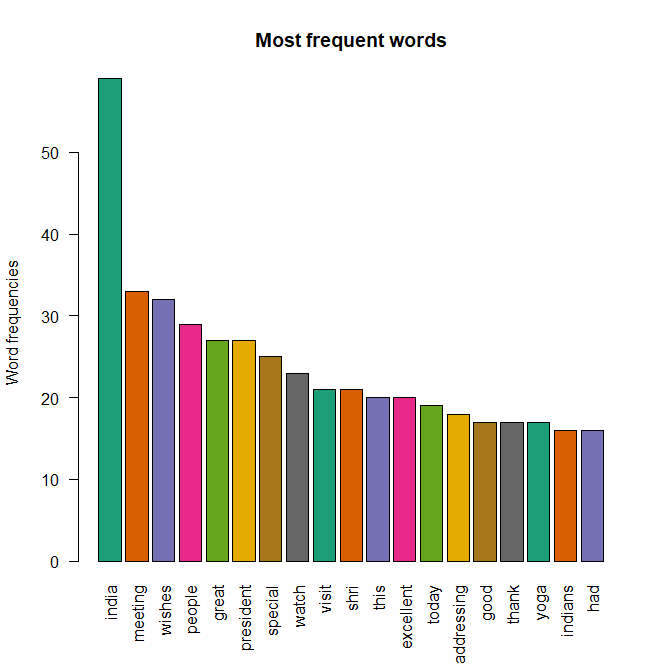 Most frequent words
Word frequencies
50
40
30
20
10
0
india
meeting
wishes
people
great
president
special
watch
visit
shri
this
excellent
today
addressing
good
thank
yoga
indians
had